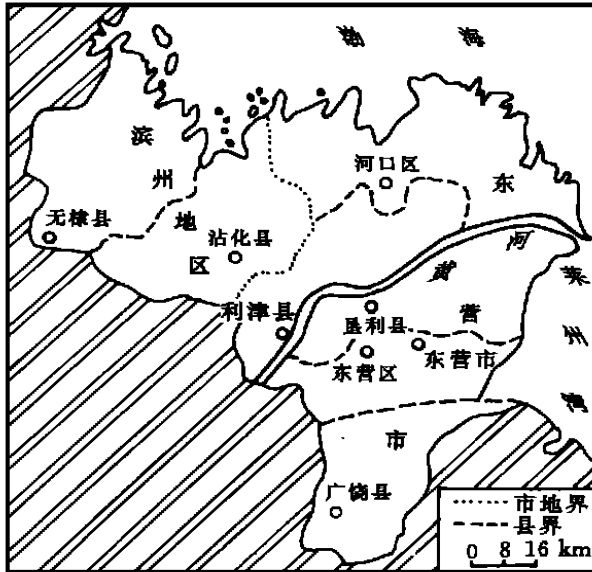 渤海
滨州地区
河口区
东营市
无棣县
沾化县
黄河
莱州湾
利津县
垦利县
东营区
东营市
广饶县
市地界
县界
0 8 16 km